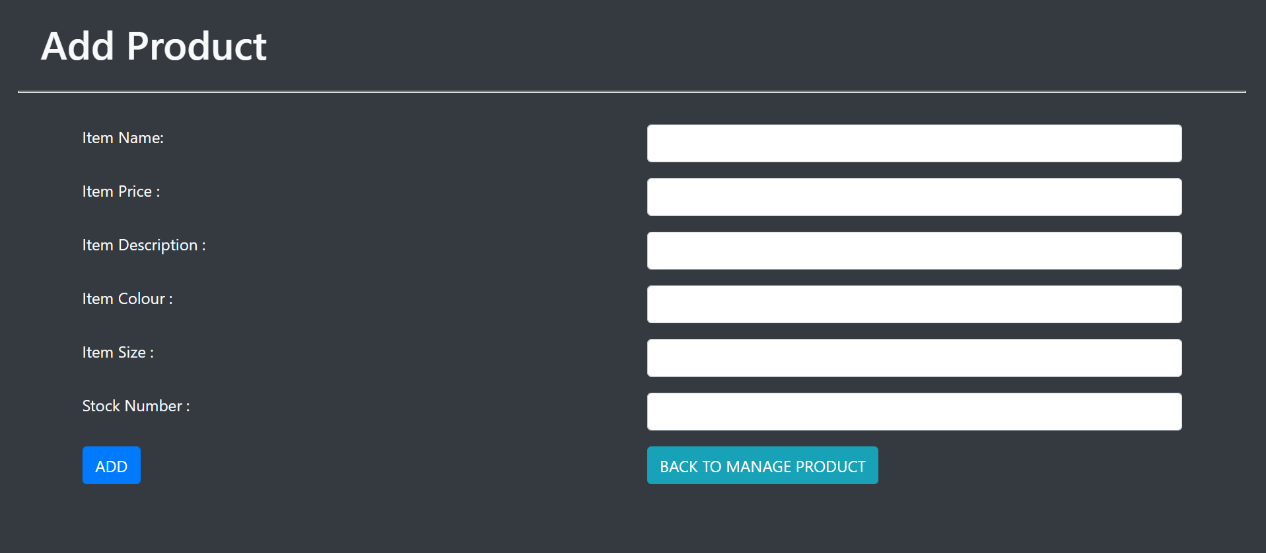 Add Product
Item Name:
Item Price :
Item Description :
Item Colour :
Item Size :
Stock Number :
ADD
BACK TO MANAGE PRODUCT